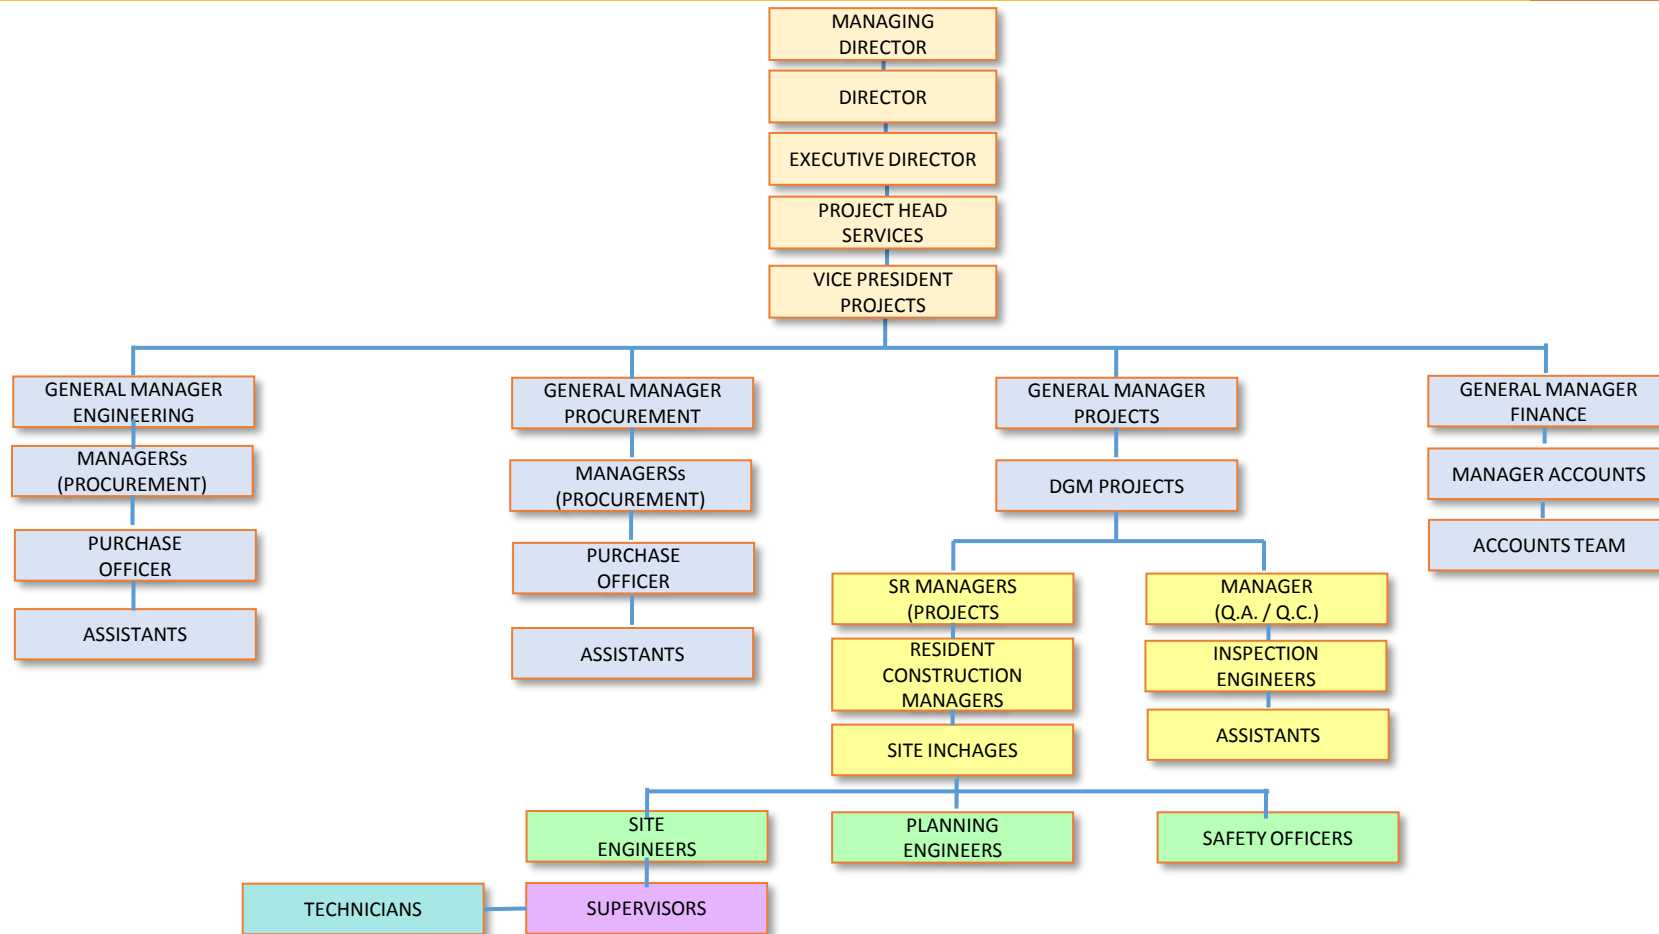 MANAGING
DIRECTOR
DIRECTOR
EXECUTIVE DIRECTOR
PROJECT HEAD
SERVICES
VICE PRESIDENT
PROJECTS
GENERAL MANAGER
ENGINEERING
MANAGERSs
(PROCUREMENT)
PURCHASE
OFFICER
ASSISTANTS
GENERAL MANAGER
PROCUREMENT
MANAGERSs
(PROCUREMENT)
PURCHASE
OFFICER
ASSISTANTS
GENERAL MANAGER
PROJECTS
DGM PROJECTS
SR MANAGERS
(PROJECTS
RESIDENT
CONSTRUCTION
MANAGERS
SITE INCHAGES
MANAGER
(Q.A. / Q.C.)
INSPECTION
ENGINEERS
ASSISTANTS
GENERAL MANAGER
FINANCE
MANAGER ACCOUNTS
ACCOUNTS TEAM
SITE
ENGINEERS
PLANNING
ENGINEERS
SAFETY OFFICERS
TECHNICIANS
SUPERVISORS